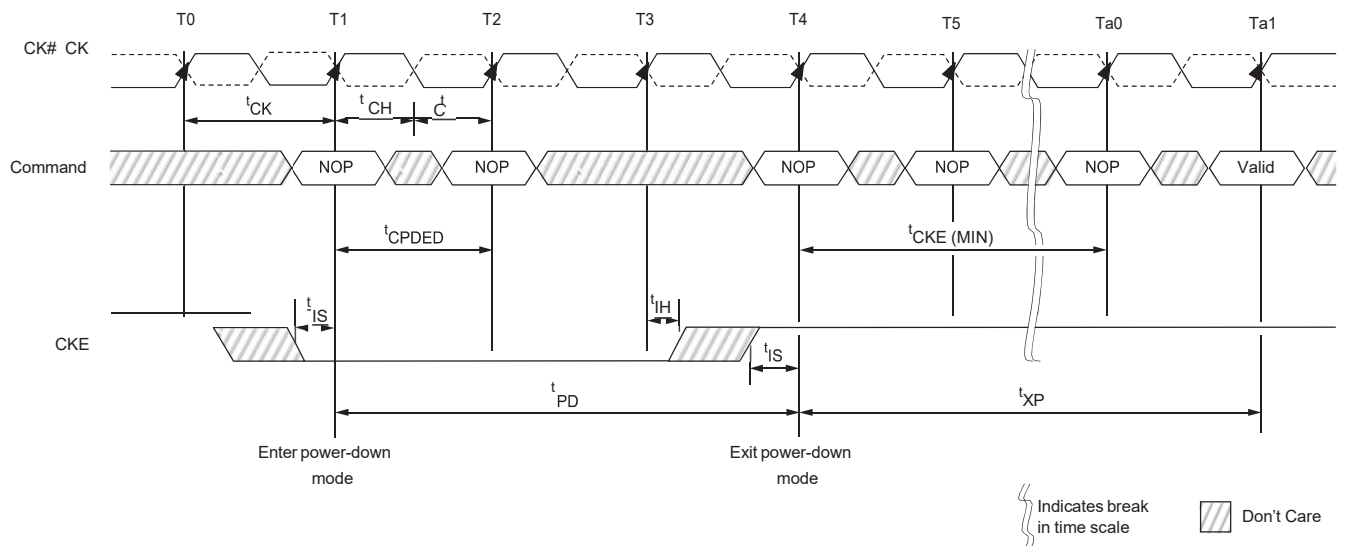 T0 T1 T2 T3 T4 T5 Ta0 Ta1
CK# CK
tCK tCH tC
Command NOP NOP NOP NOP NOP Valid
tCPDED tCKE (MIN)
tIS tIH
CKE
tIS
tPD tXP
Enter power-down
mode
Exit power-down
mode
Indicates break
in time scale
Don't Care